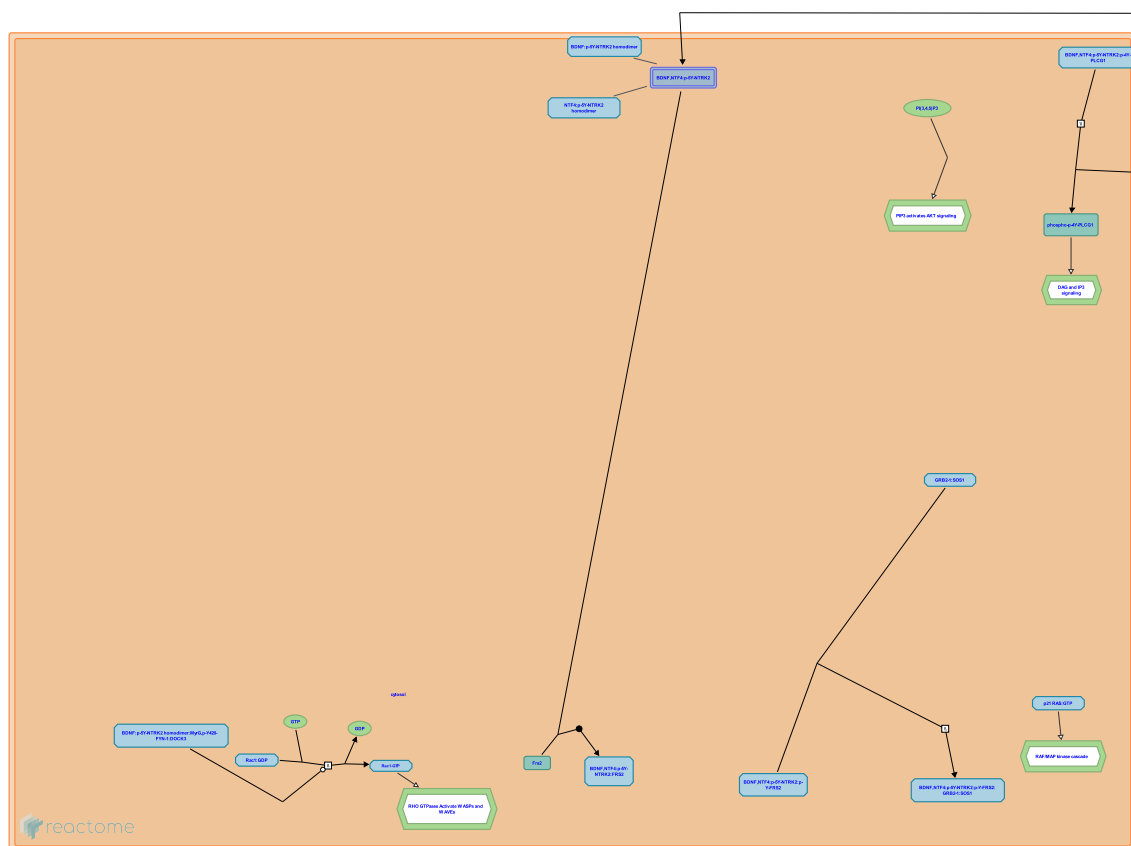 BDNF: p-5Y-NTRK2 homodimer
BDNF,NTF4:p-5Y-NTRK2
NTF4:p-5Y-NTRK2
homodimer
BDNF,NTF4:p-5Y-NTRK2:p-4Y-
PLCG1
PI(3,4,5)P3
PIP3 activates AKT signaling
phospho-p-4Y-PLCG1
DAG and IP3
signaling
GRB2-1:SOS1
cytosol
GTP
GDP
BDNF: p-5Y-NTRK2 homodimer:MyrG,p-Y420-
FYN-1:DOCK3
Rac1:GDP
Rac1:GTP
RHO GTPases Activate WASPs and
WAVEs
Frs2
BDNF,NTF4:p-5Y-
NTRK2:FRS2
BDNF,NTF4:p-5Y-NTRK2:p-
Y-FRS2
BDNF,NTF4:p-5Y-NTRK2:p-Y-FRS2:
GRB2-1:SOS1
p21 RAS:GTP
RAF/MAP kinase cascade
reactome